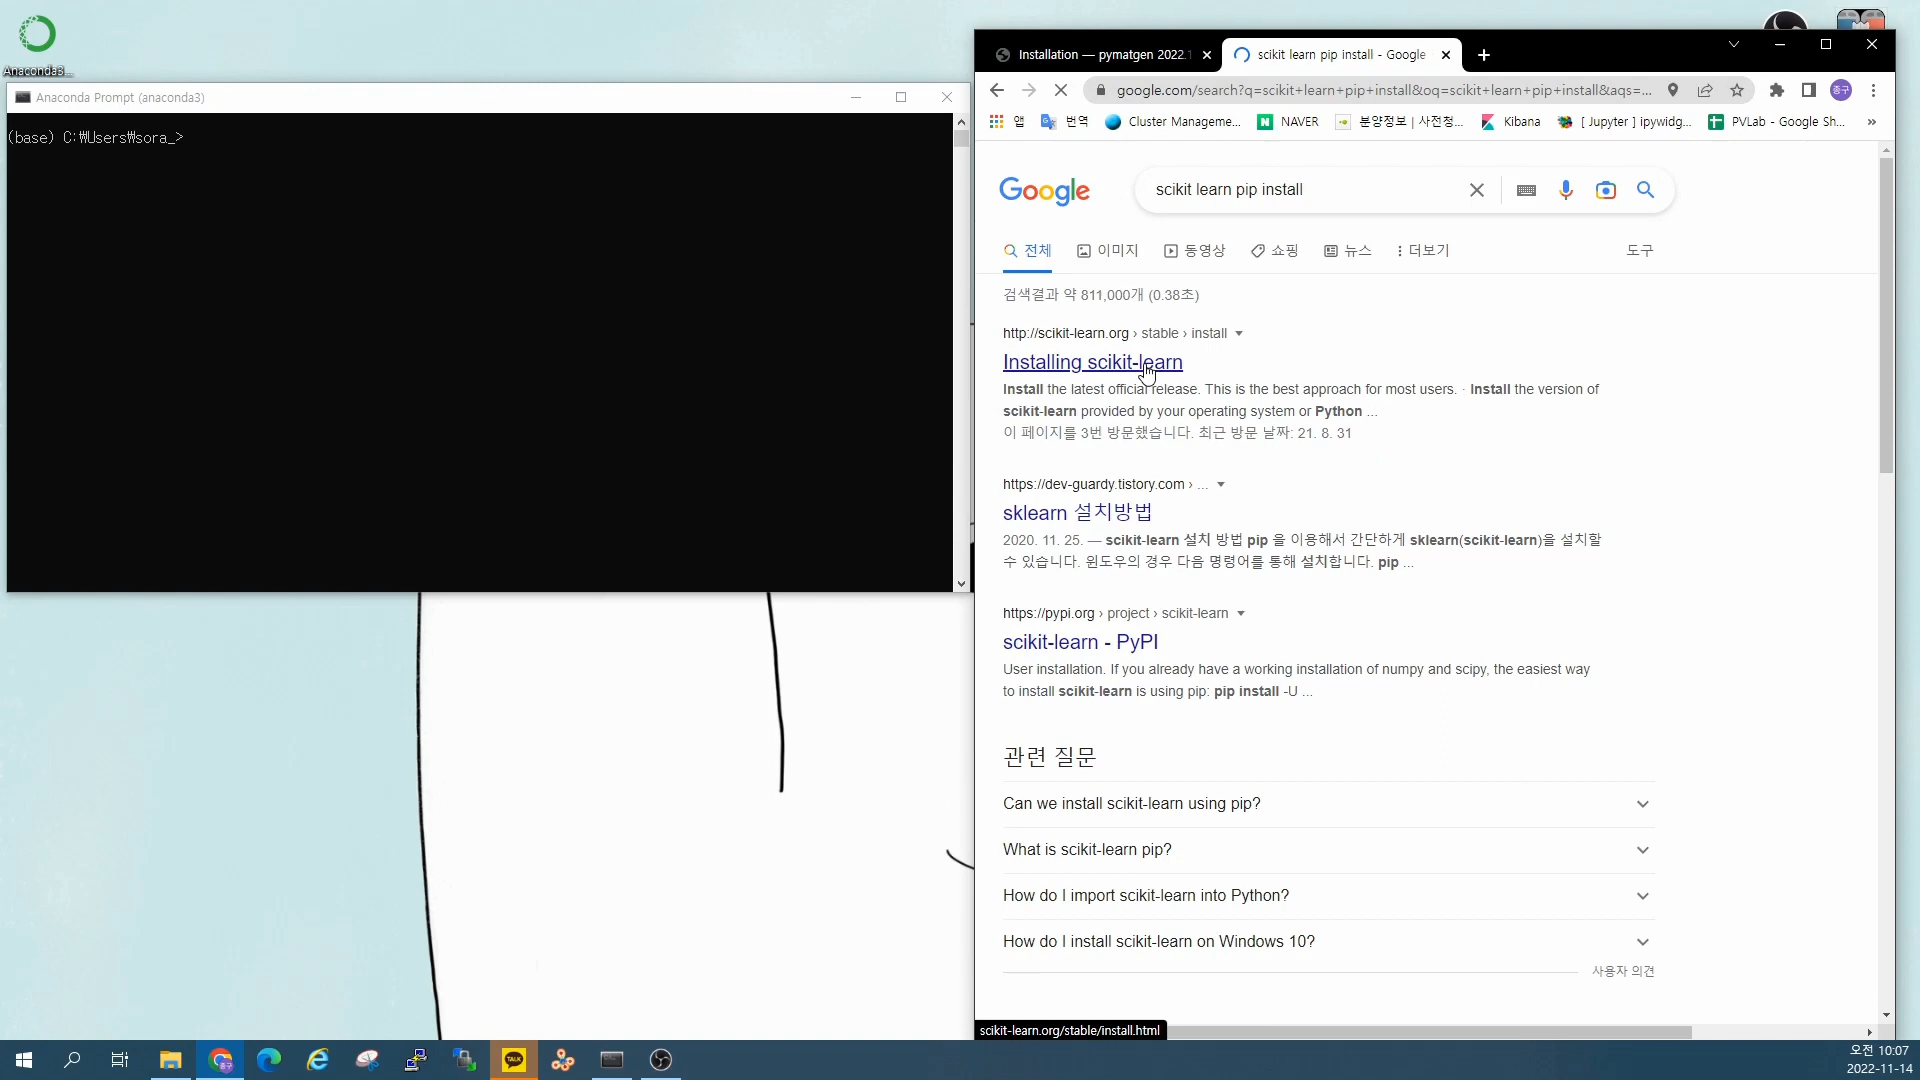 Anaconda3...
Anaconda Prompt (anaconda3)
(base) C:₩Users₩sora_>
Installation — pymatgen 2022.1
scikit learn pip install - Google
google.com/search?q=scikit+learn+pip+install&oq=scikit+learn+pip+install&aqs=...
종구
앱
번역
Cluster Manageme...
NAVER
분양정보 | 사전청...
Kibana
[ Jupyter ] ipywidg...
PVLab - Google Sh...
»
Google
scikit learn pip install
전체
이미지
동영상
쇼핑
뉴스
더보기
도구
검색결과 약 811,000개 (0.38초)
http://scikit-learn.org › stable › install
Installing scikit-learn
Install the latest official release. This is the best approach for most users. · Install the version of
scikit-learn provided by your operating system or Python ...
이 페이지를 3번 방문했습니다. 최근 방문 날짜: 21. 8. 31
https://dev-guardy.tistory.com › ...
sklearn 설치방법
2020. 11. 25. — scikit-learn 설치 방법 pip 을 이용해서 간단하게 sklearn(scikit-learn)을 설치할
수 있습니다. 윈도우의 경우 다음 명령어를 통해 설치합니다. pip ...
https://pypi.org › project › scikit-learn
scikit-learn - PyPI
User installation. If you already have a working installation of numpy and scipy, the easiest way
to install scikit-learn is using pip: pip install -U ...
관련 질문
Can we install scikit-learn using pip?
What is scikit-learn pip?
How do I import scikit-learn into Python?
How do I install scikit-learn on Windows 10?
사용자 의견
scikit-learn.org/stable/install.html
TALK
오전 10:07
2022-11-14